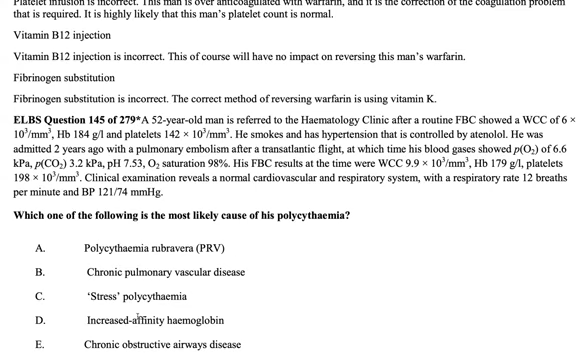 Platelet infusion is incorrect. This man is over anticoagulated with warfarin, and it is the correction of the coagulation problem
that is required. It is highly likely that this man's platelet count is normal.
Vitamin B12 injection
Vitamin B12 injection is incorrect. This of course will have no impact on reversing this man's warfarin.
Fibrinogen substitution
Fibrinogen substitution is incorrect. The correct method of reversing warfarin is using vitamin K.
ELBS Question 145 of 279*A 52-year-old man is referred to the Haematology Clinic after a routine FBC showed a WCC of 6 ×
10³/mm³, Hb 184 g/l and platelets 142 × 10³/mm³. He smokes and has hypertension that is controlled by atenolol. He was
admitted 2 years ago with a pulmonary embolism after a transatlantic flight, at which time his blood gases showed p(O₂) of 6.6
kPa, p(CO₂) 3.2 kPa, pH 7.53, O₂ saturation 98%. His FBC results at the time were WCC 9.9 × 10³/mm³, Hb 179 g/l, platelets
198 × 10³/mm³. Clinical examination reveals a normal cardiovascular and respiratory system, with a respiratory rate 12 breaths
per minute and BP 121/74 mmHg.
Which one of the following is the most likely cause of his polycythaemia?
A. Polycythaemia rubravera (PRV)
B. Chronic pulmonary vascular disease
C. 'Stress' polycythaemia
D. Increased-affinity haemoglobin
E. Chronic obstructive airways disease